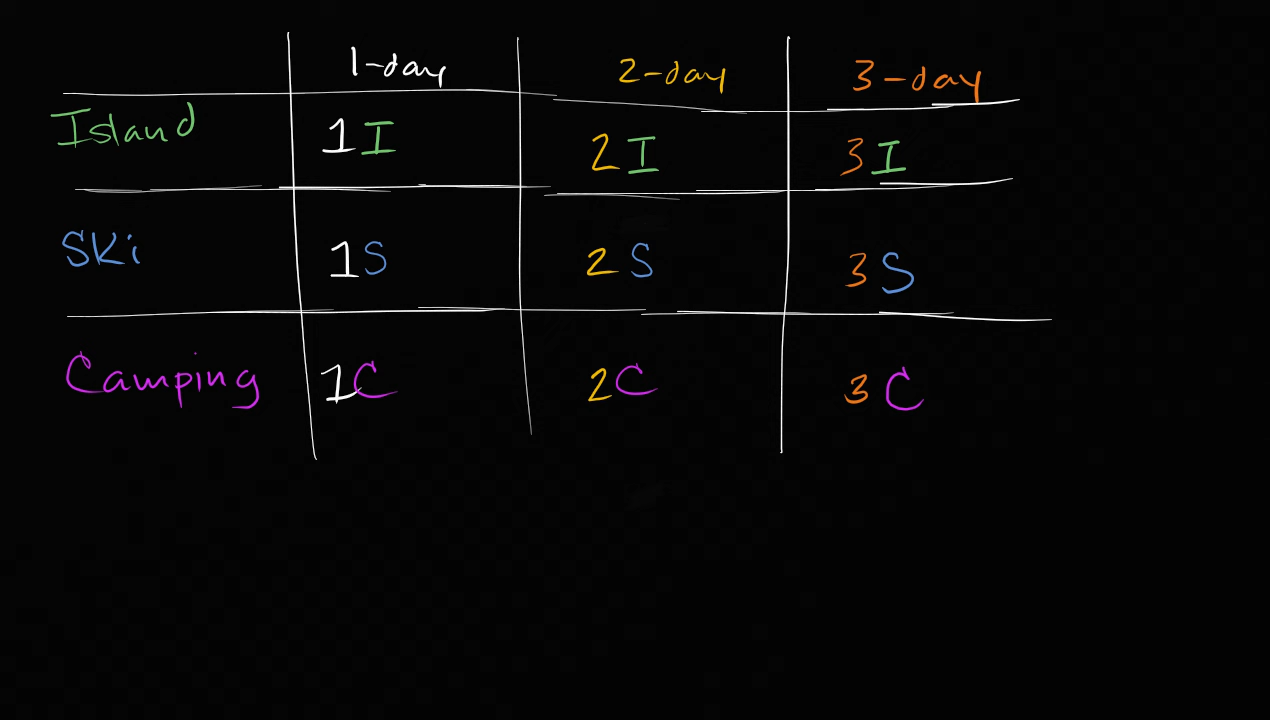 1-day 2-day 3-day
Island 1I 2I 3I
SKi 1S 2S 3S
Camping 1C 2C 3C